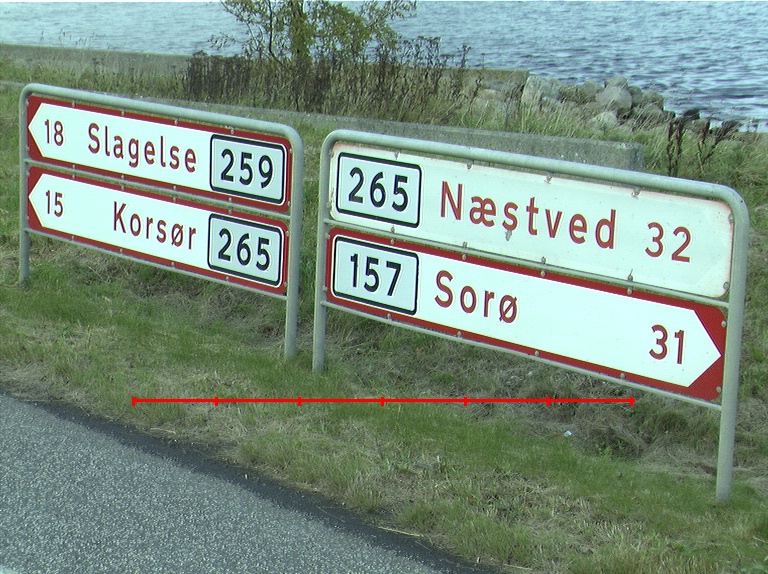 18 Slagelse 259
15 Korsør 265
265 Næstved 32
157 Sorø 31